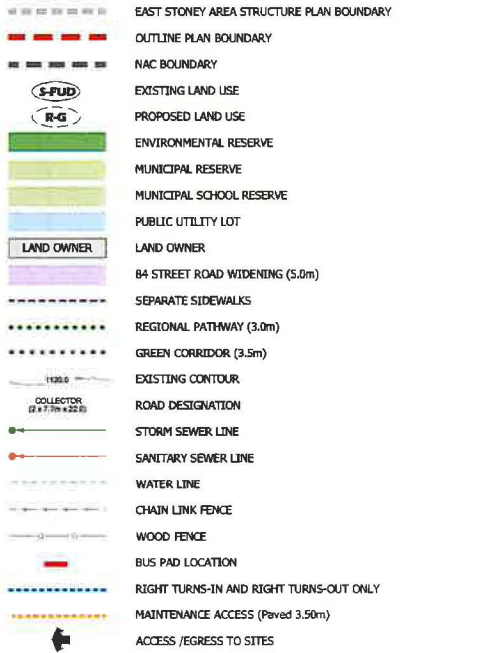 EAST STONEY AREA STRUCTURE PLAN BOUNDARY
OUTLINE PLAN BOUNDARY
NAC BOUNDARY
S-FUD EXISTING LAND USE
R-G PROPOSED LAND USE
ENVIRONMENTAL RESERVE
MUNICIPAL RESERVE
MUNICIPAL SCHOOL RESERVE
PUBLIC UTILITY LOT
LAND OWNER LAND OWNER
84 STREET ROAD WIDENING (5.0m)
SEPARATE SIDEWALKS
REGIONAL PATHWAY (3.0m)
GREEN CORRIDOR (3.5m)
1120.0 EXISTING CONTOUR
COLLECTOR
ROAD DESIGNATION
STORM SEWER LINE
SANITARY SEWER LINE
WATER LINE
CHAIN LINK FENCE
WOOD FENCE
BUS PAD LOCATION
RIGHT TURNS-IN AND RIGHT TURNS-OUT ONLY
MAINTENANCE ACCESS (Paved 3.50m)
ACCESS /EGRESS TO SITES